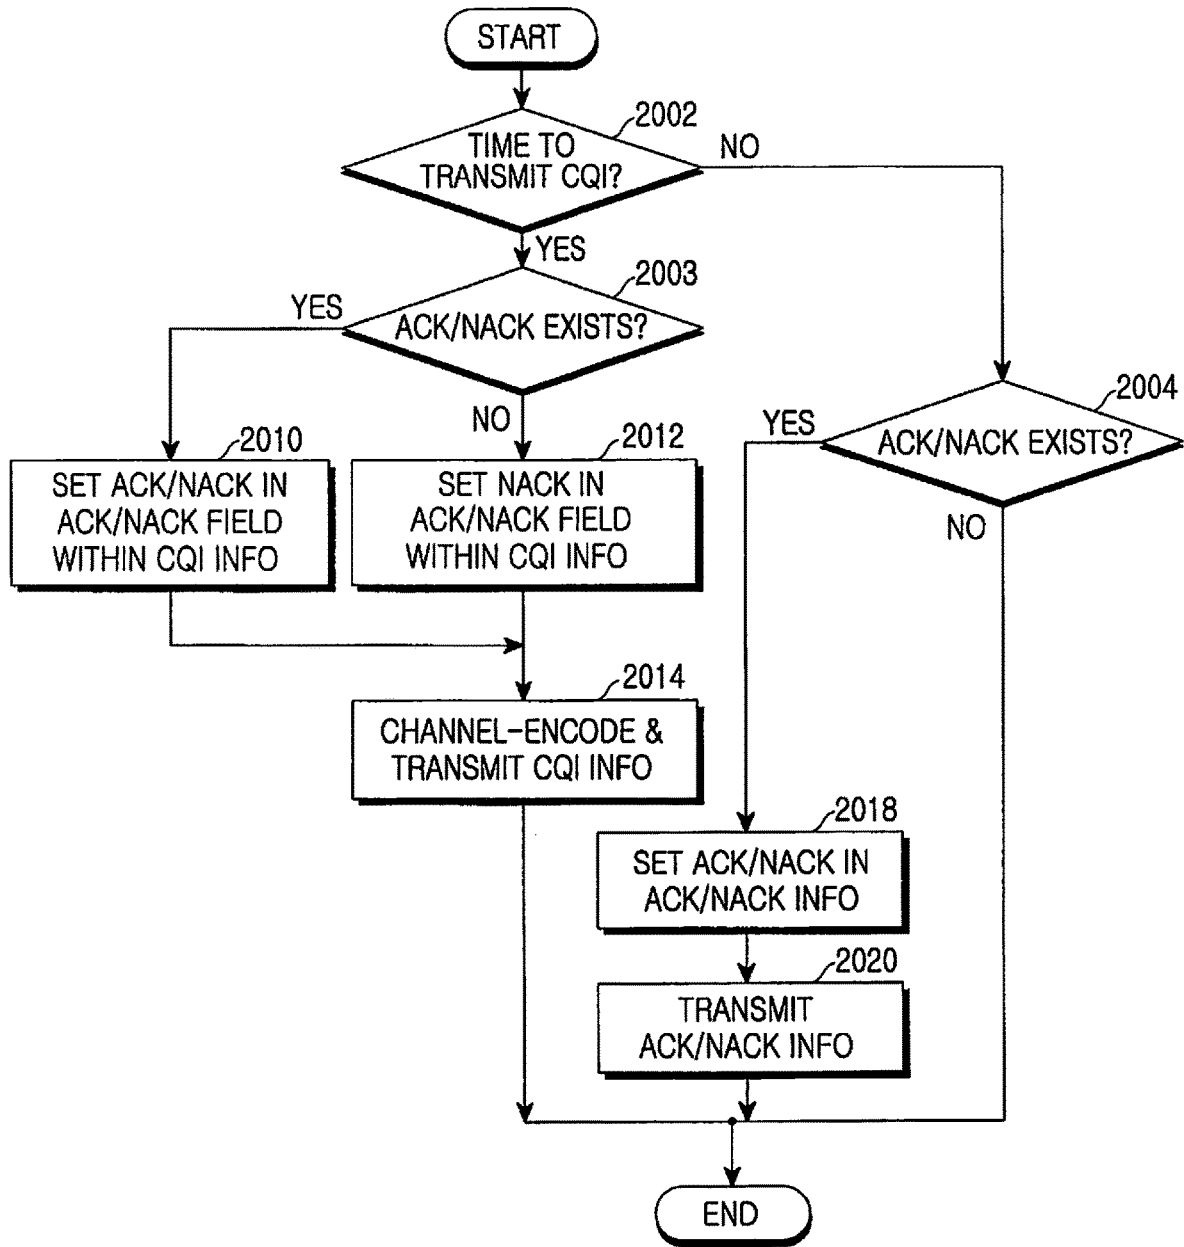 START
2002
TIME TO
TRANSMIT CQI?
NO
YES
2003
ACK/NACK EXISTS?
YES
NO
2004
ACK/NACK EXISTS?
YES
NO
2010
SET ACK/NACK IN
ACK/NACK FIELD
WITHIN CQI INFO
2012
SET NACK IN
ACK/NACK FIELD
WITHIN CQI INFO
2014
CHANNEL-ENCODE &
TRANSMIT CQI INFO
2018
SET ACK/NACK IN
ACK/NACK INFO
2020
TRANSMIT
ACK/NACK INFO
END